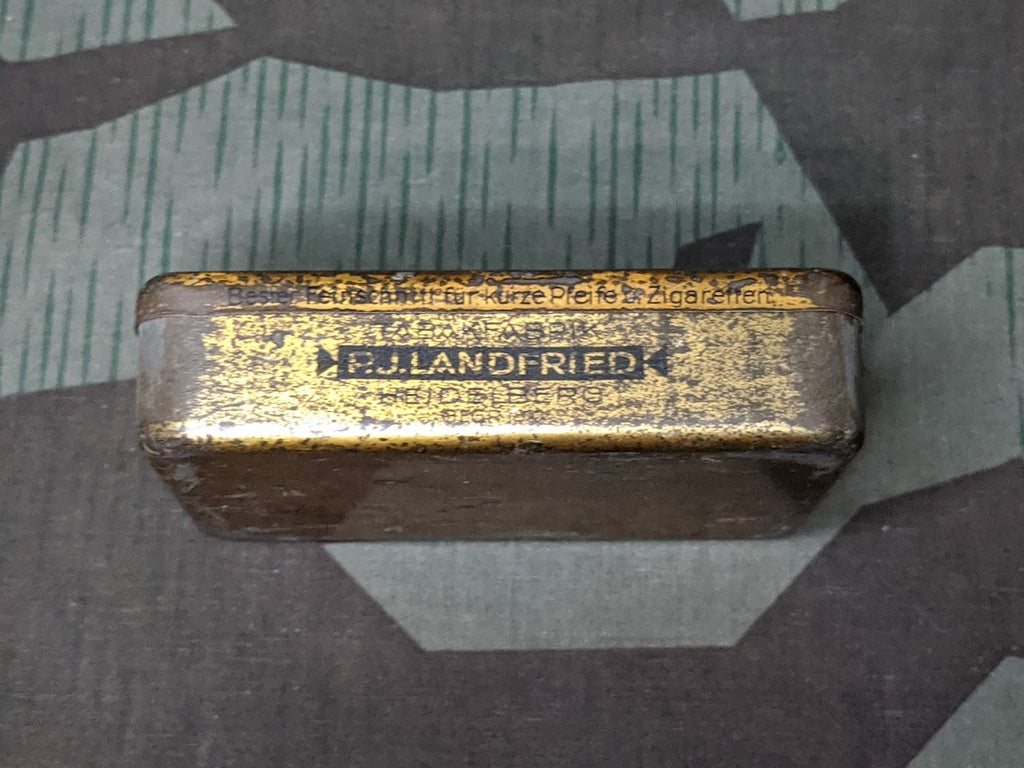 Bester Feinschnitt für kurze Pfeife u. Zigaretten.
TABAKFABRIK
P.J.LANDFRIED
HEIDELBERG